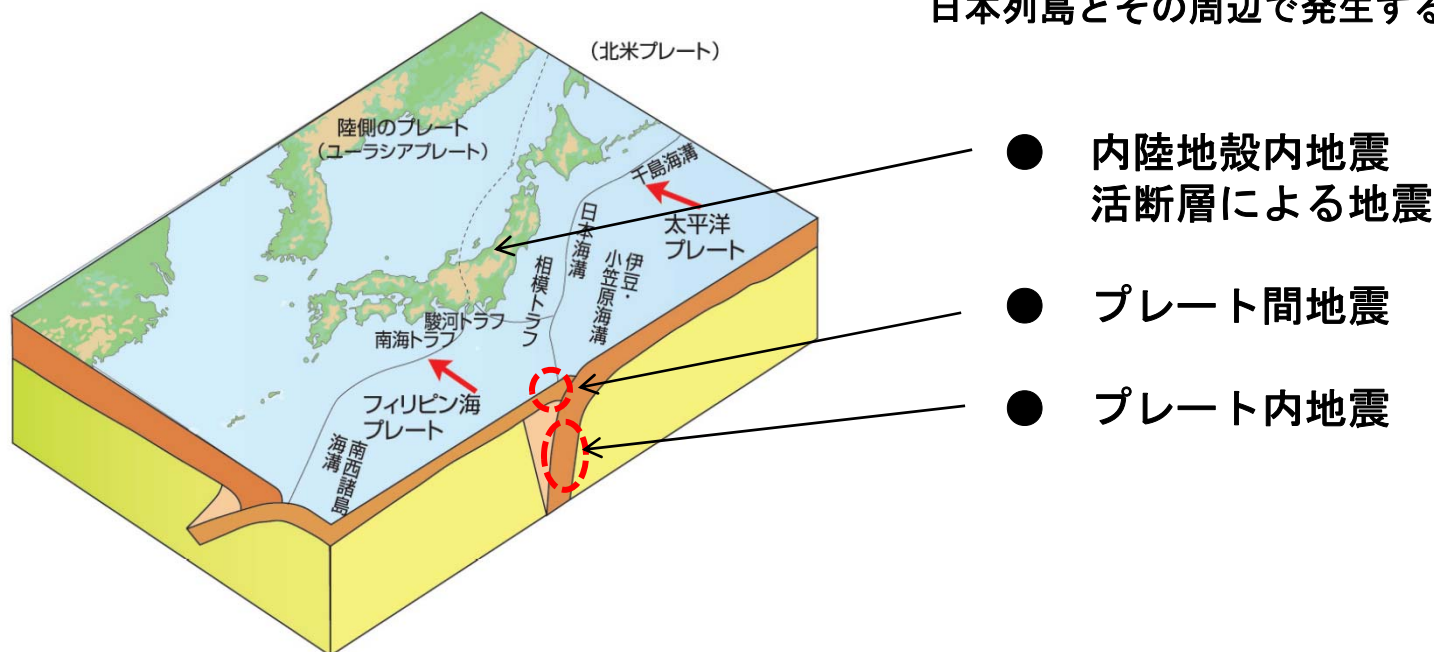 日本列島とその周辺で発生する
（北米プレート）
陸側のプレート
（ユーラシアプレート）
千島海溝
太平洋
プレート
日本海溝
伊豆・
小笠原海溝
相模トラフ
駿河トラフ
南海トラフ
フィリピン海
プレート
南西諸島
海溝
● 内陸地殻内地震
活断層による地震
● プレート間地震
● プレート内地震